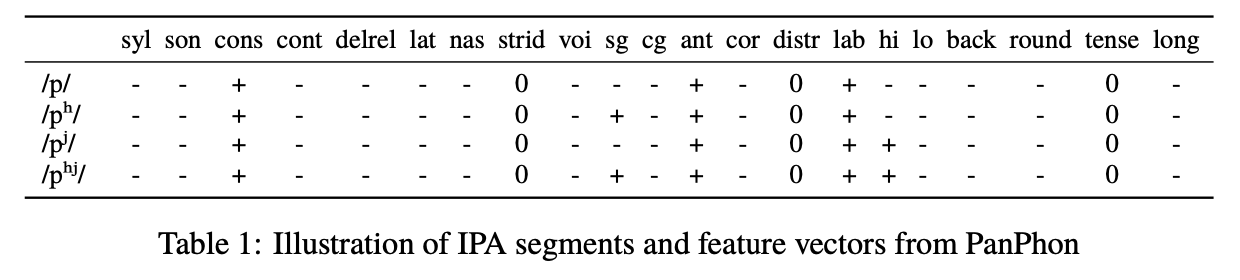 syl son cons cont delrel lat nas strid voi sg cg ant cor distr lab hi lo back round tense long
/p/ - - + - - - - 0 - - - + - 0 + - - - - 0 -
/pʰ/ - - + - - - - 0 - + - + - 0 + - - - - 0 -
/pʲ/ - - + - - - - 0 - - - + - 0 + + - - - 0 -
/pʰʲ/ - - + - - - - 0 - + - + - 0 + + - - - 0 -
Table 1: Illustration of IPA segments and feature vectors from PanPhon